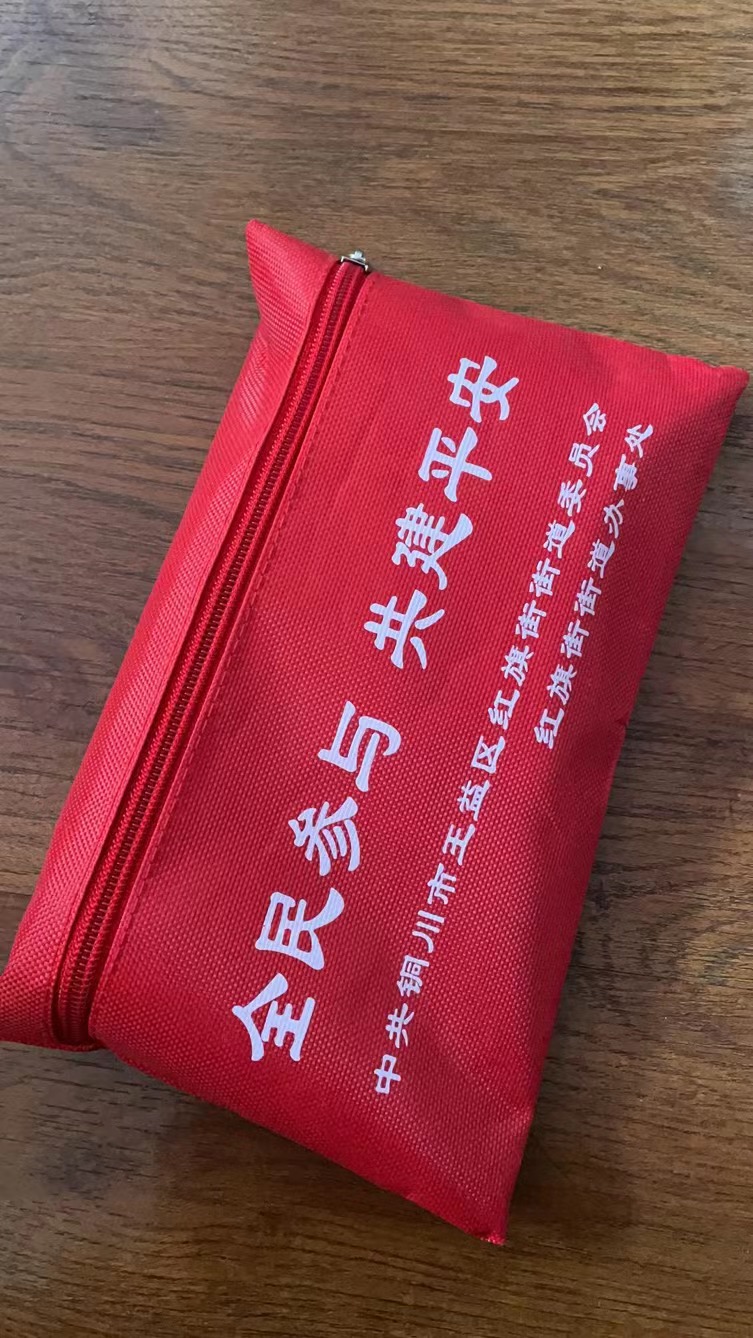 全民参与 共建平安
中共铜川市王益区红旗街街道委员会
红旗街街道办事处